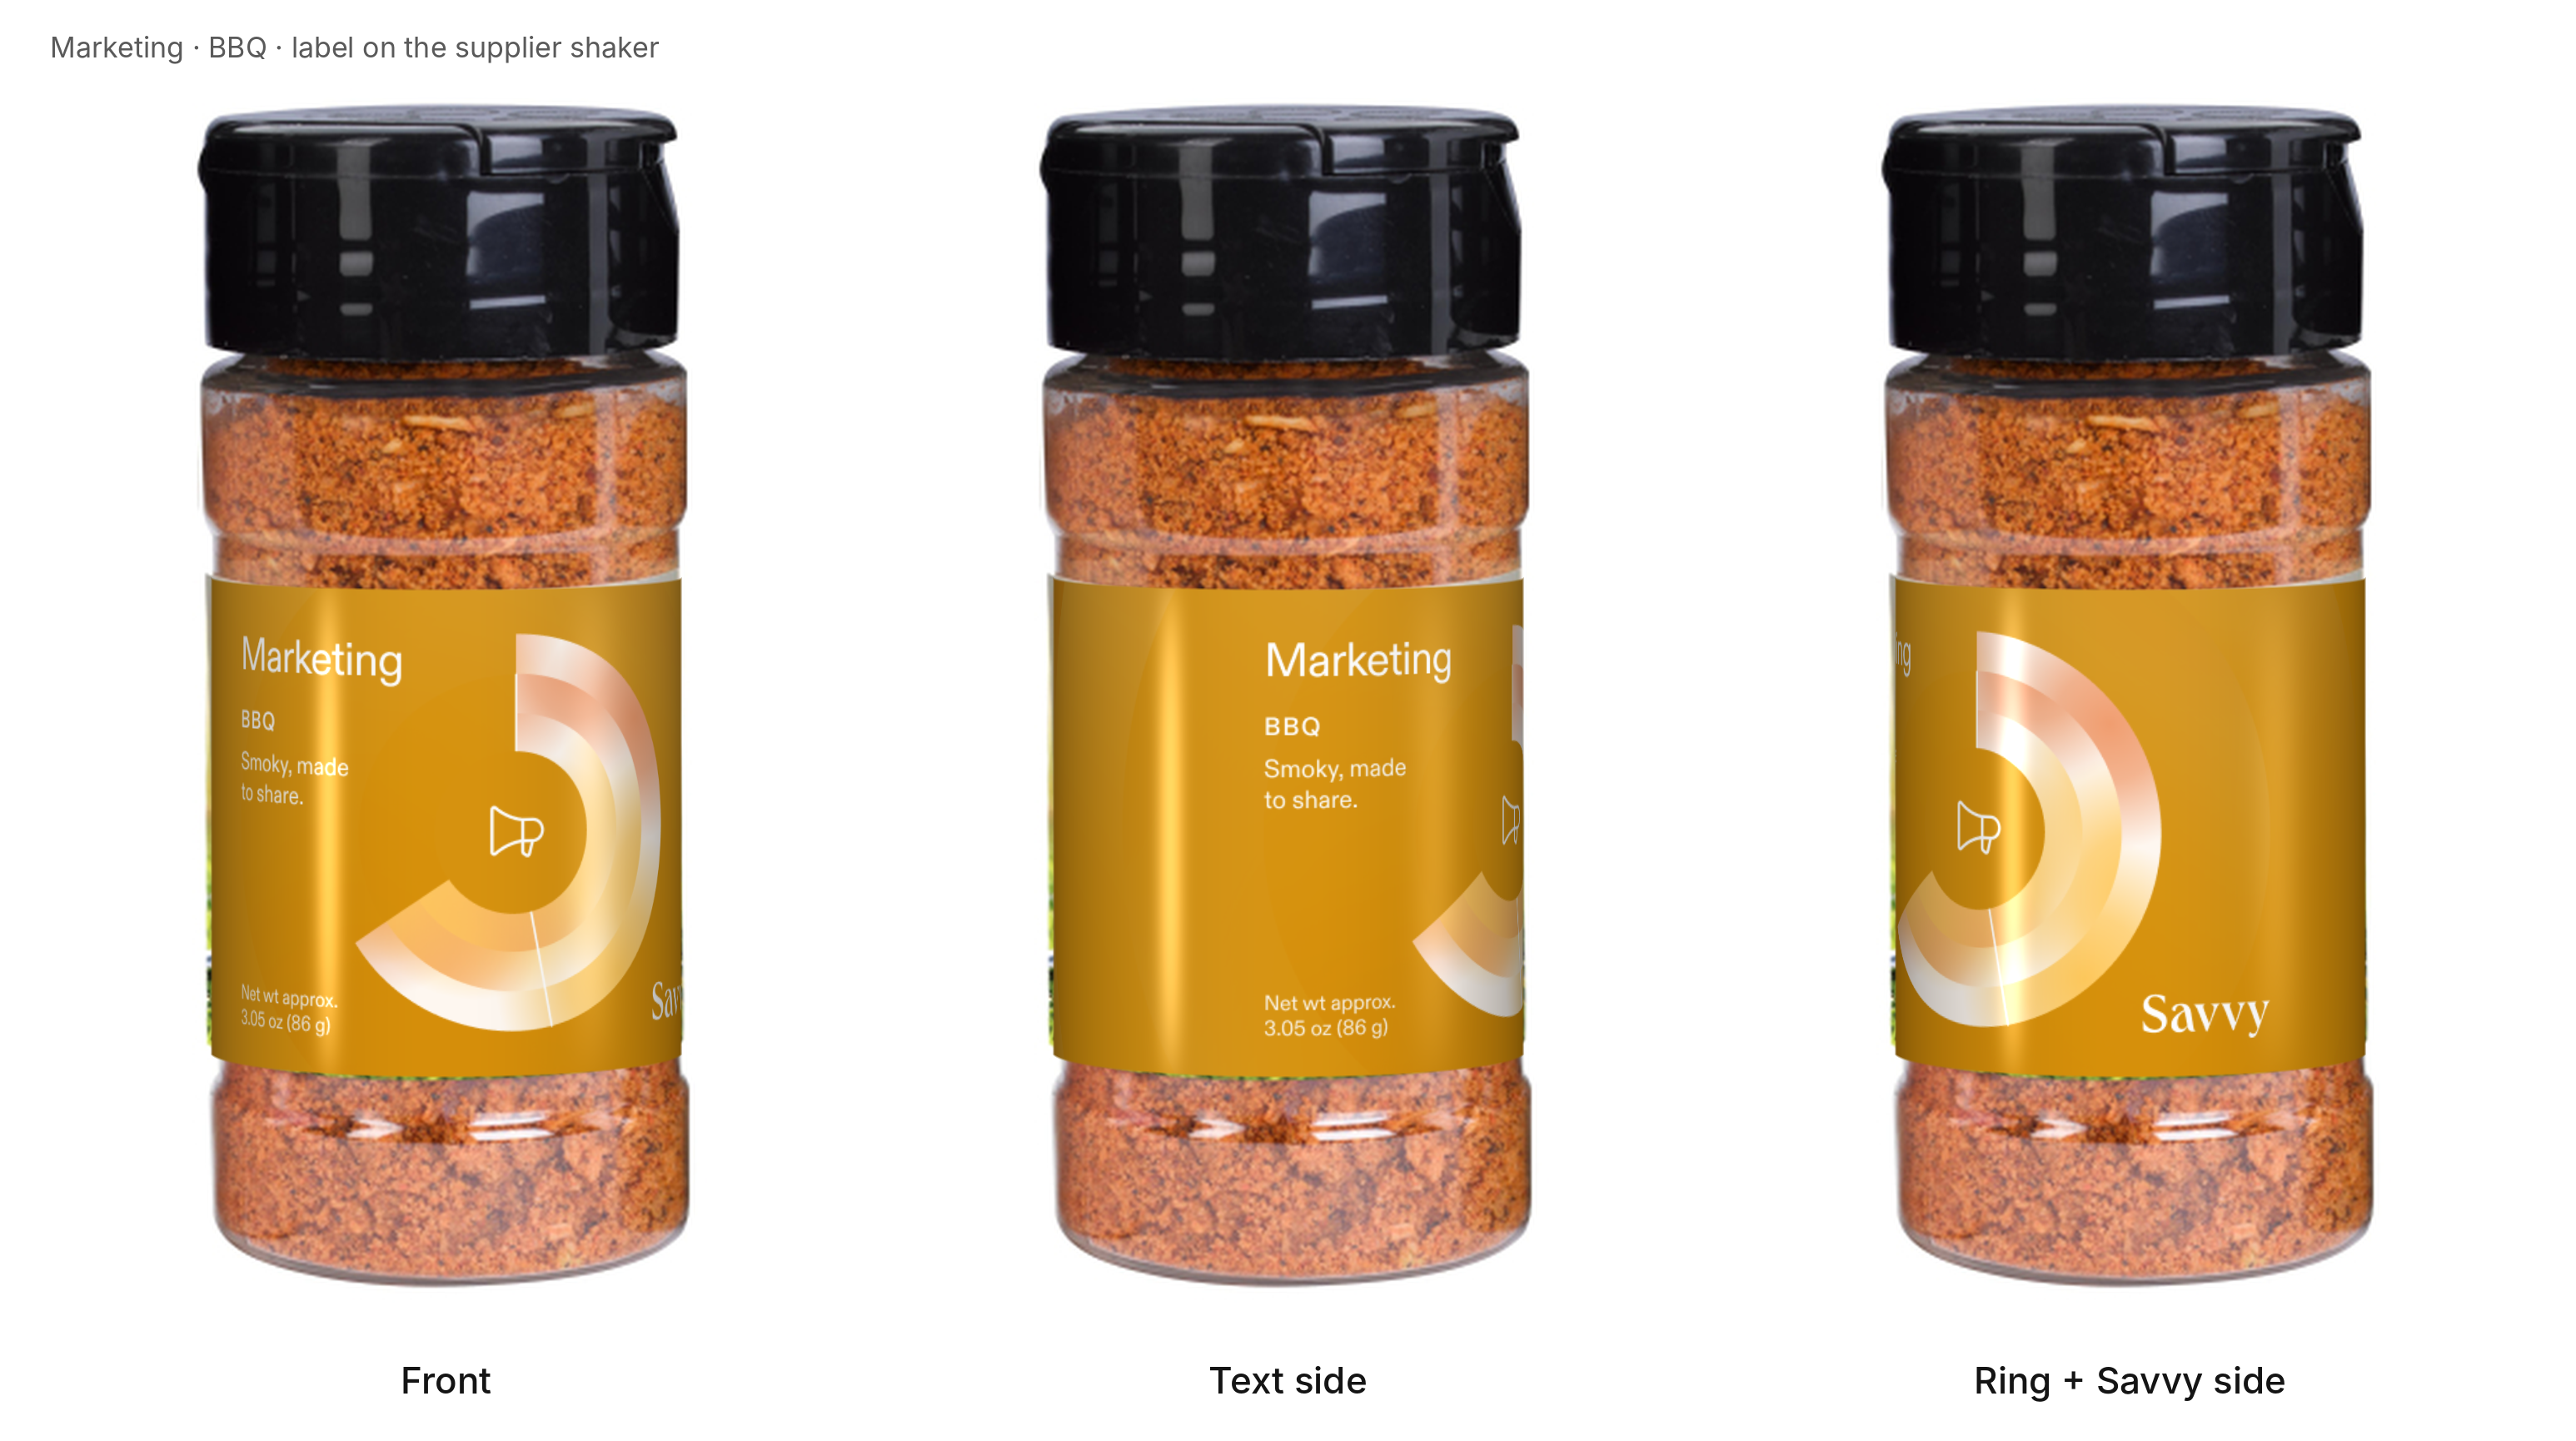 Marketing · BBQ · label on the supplier shaker
Marketing
BBQ
Smoky, made
to share.
Net wt approx.
3.05 oz (86 g)
Sav
Front
Marketing
BBQ
Smoky, made
to share.
Net wt approx.
3.05 oz (86 g)
Text side
ing
Savvy
Ring + Savvy side